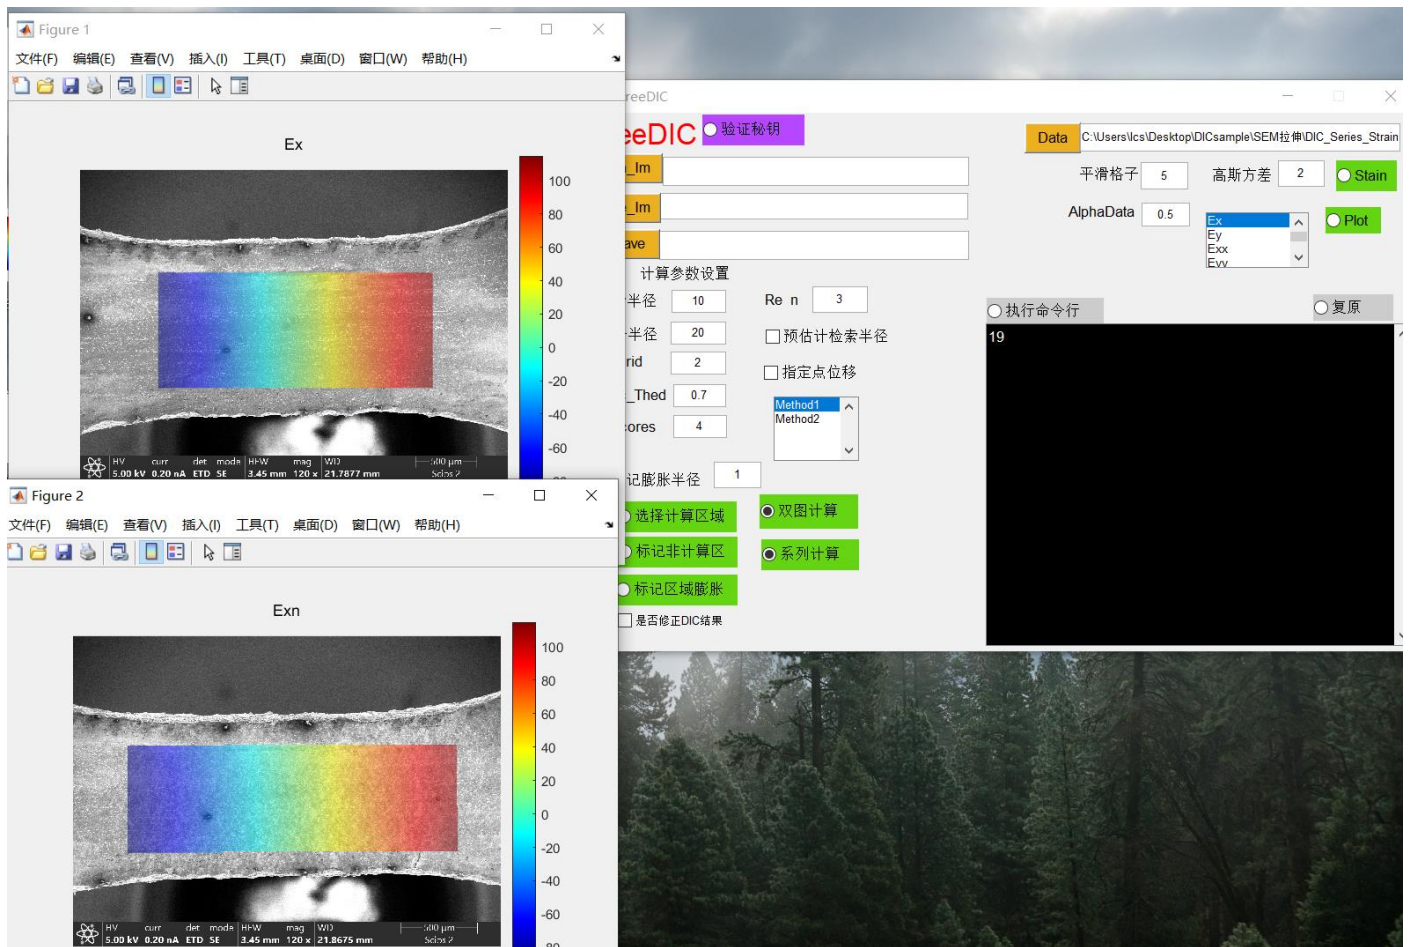 Figure 1
文件(F) 编辑(E) 查看(V) 插入(I) 工具(T) 桌面(D) 窗口(W) 帮助(H)
Ex
100
80
60
40
20
0
-20
-40
-60
HV curr det mode HFW mag WD 500 μm
5.00 kV 0.20 nA ETD SE 3.45 mm 120 x 21.7877 mm Scios 2
Figure 2
文件(F) 编辑(E) 查看(V) 插入(I) 工具(T) 桌面(D) 窗口(W) 帮助(H)
Exn
100
80
60
40
20
0
-20
-40
-60
HV curr det mode HFW mag WD 500 μm
5.00 kV 0.20 nA ETD SE 3.45 mm 120 x 21.8675 mm Scios 2
reeDIC
eeDIC 验证秘钥
_Im
_Im
ave
计算参数设置
半径 10 Re n 3
半径 20 预估计检索半径
rid 2 指定点位移
_Thed 0.7 Method1
Method2
ores 4
记膨胀半径 1
选择计算区域 双图计算
标记非计算区 系列计算
标记区域膨胀
是否修正DIC结果
Data C:\Users\lcs\Desktop\DICsample\SEM拉伸\DIC_Series_Strain
平滑格子 5 高斯方差 2 Stain
AlphaData 0.5 Ex Plot
Ey
Exx
Eyy
执行命令行 复原
19